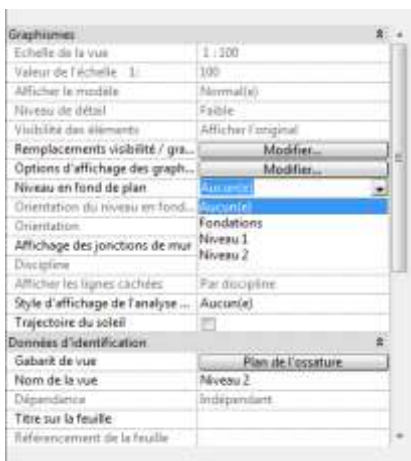 Graphismes
Echelle de la vue 1 : 100
Valeur de l'échelle 1: 100
Afficher le modèle Normal(e)
Niveau de détail Faible
Visibilité des éléments Afficher l'original
Remplacements visibilité / gra... Modifier...
Options d'affichage des graph... Modifier...
Niveau en fond de plan Aucun(e)
Orientation du niveau en fond... Aucun(e)
Orientation Fondations
Affichage des jonctions de mur Niveau 1
Discipline Niveau 2
Afficher les lignes cachées Par discipline
Style d'affichage de l'analyse ... Aucun(e)
Trajectoire du soleil
Données d'identification
Gabarit de vue Plan de l'ossature
Nom de la vue Niveau 2
Dépendance Indépendant
Titre sur la feuille
Référencement de la feuille